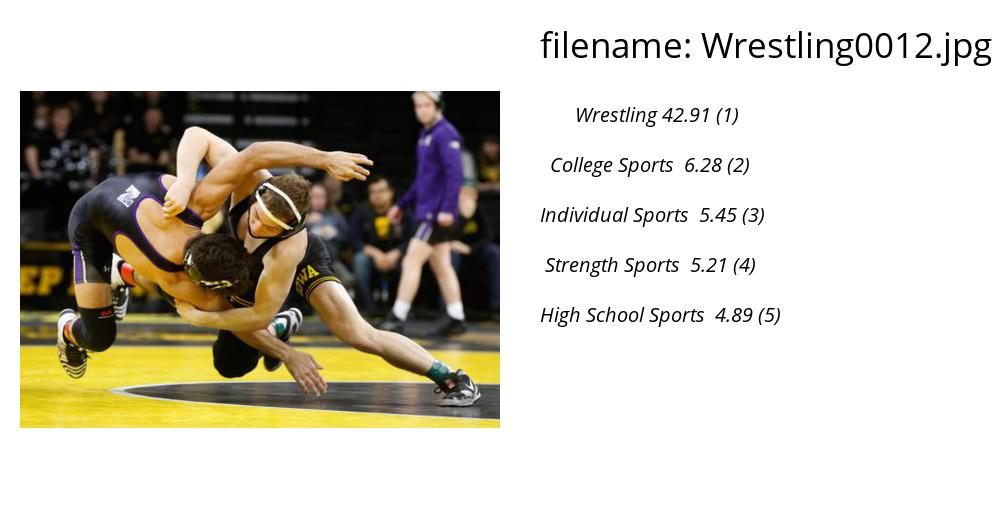 filename: Wrestling0012.jpg
Wrestling 42.91 (1)
College Sports 6.28 (2)
Individual Sports 5.45 (3)
Strength Sports 5.21 (4)
High School Sports 4.89 (5)
N
IOWA
EP